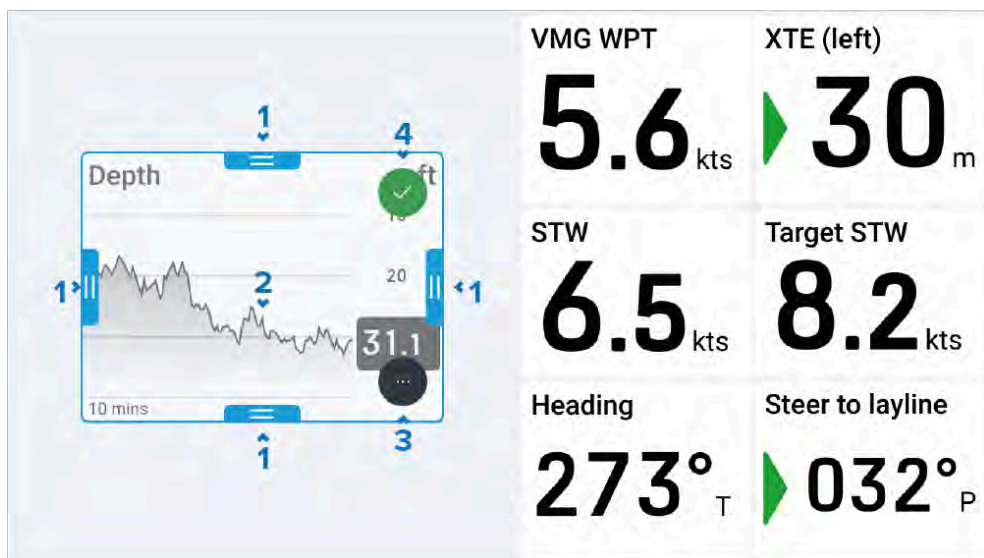 1
4
Depth
ft
20
1
2
1
31.1
10 mins
3
1
VMG WPT
5.6 kts
XTE (left)
30 m
STW
6.5 kts
Target STW
8.2 kts
Heading
273° T
Steer to layline
032° P